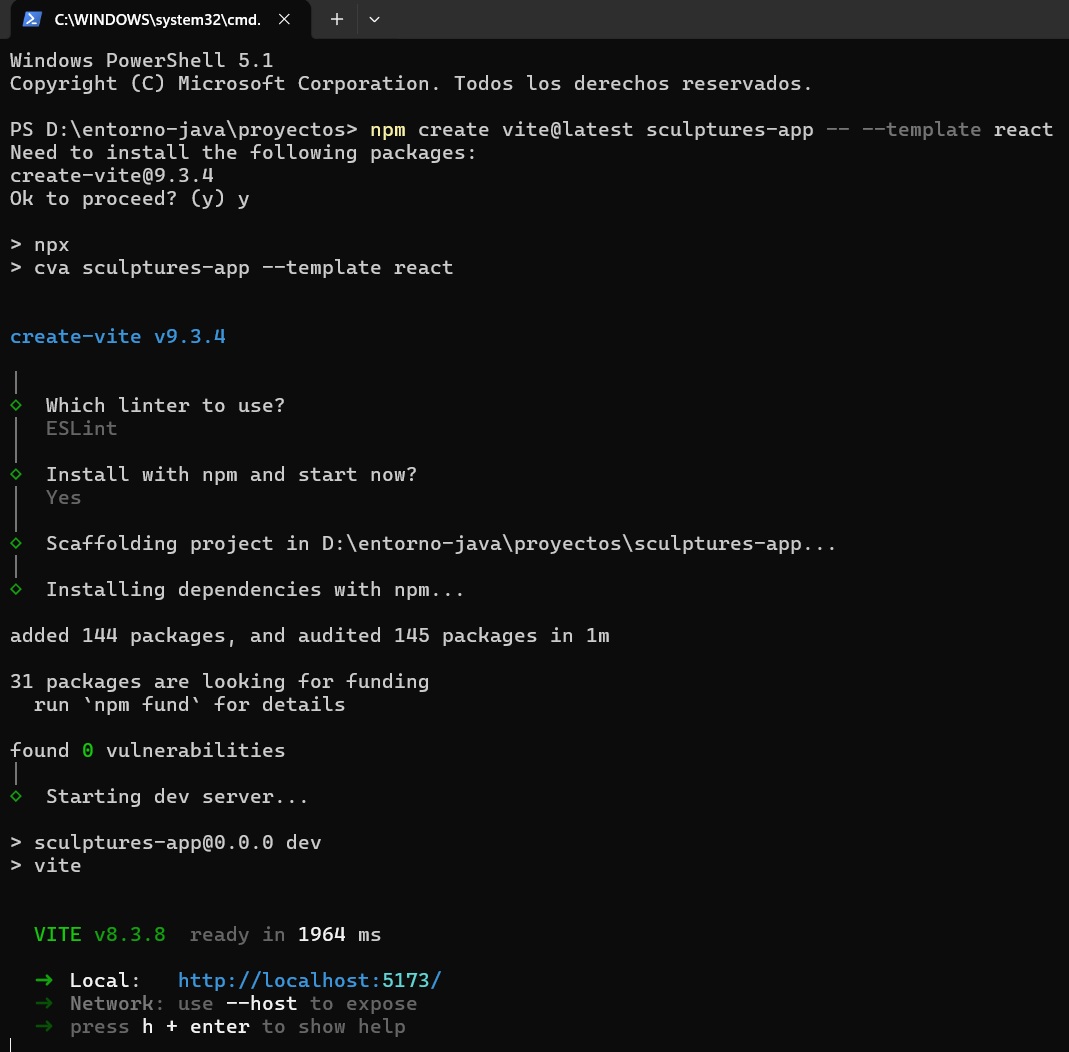 C:\WINDOWS\system32\cmd.
Windows PowerShell 5.1
Copyright (C) Microsoft Corporation. Todos los derechos reservados.
PS D:\entorno-java\proyectos> npm create vite@latest sculptures-app -- --template react
Need to install the following packages:
create-vite@9.3.4
Ok to proceed? (y) y
> npx
> cva sculptures-app --template react
create-vite v9.3.4
Which linter to use?
ESLint
Install with npm and start now?
Yes
Scaffolding project in D:\entorno-java\proyectos\sculptures-app...
Installing dependencies with npm...
added 144 packages, and audited 145 packages in 1m
31 packages are looking for funding
run `npm fund` for details
found 0 vulnerabilities
Starting dev server...
> sculptures-app@0.0.0 dev
> vite
VITE v8.3.8 ready in 1964 ms
➜ Local: http://localhost:5173/
➜ Network: use --host to expose
➜ press h + enter to show help